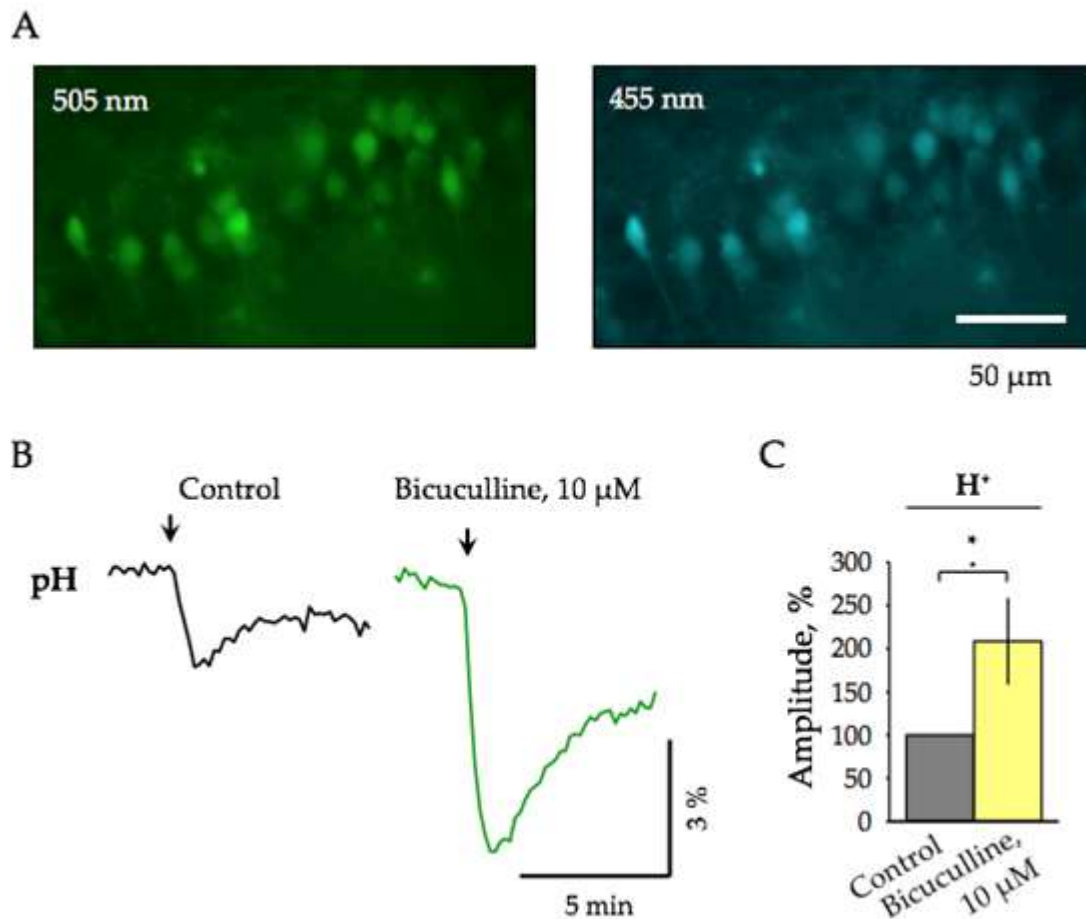 A
505 nm
455 nm
50 µm
B
Control
Bicuculline, 10 µM
pH
3 %
5 min
C
H⁺
*
Amplitude, %
300
250
200
150
100
50
0
Control
Bicuculline,
10 µM